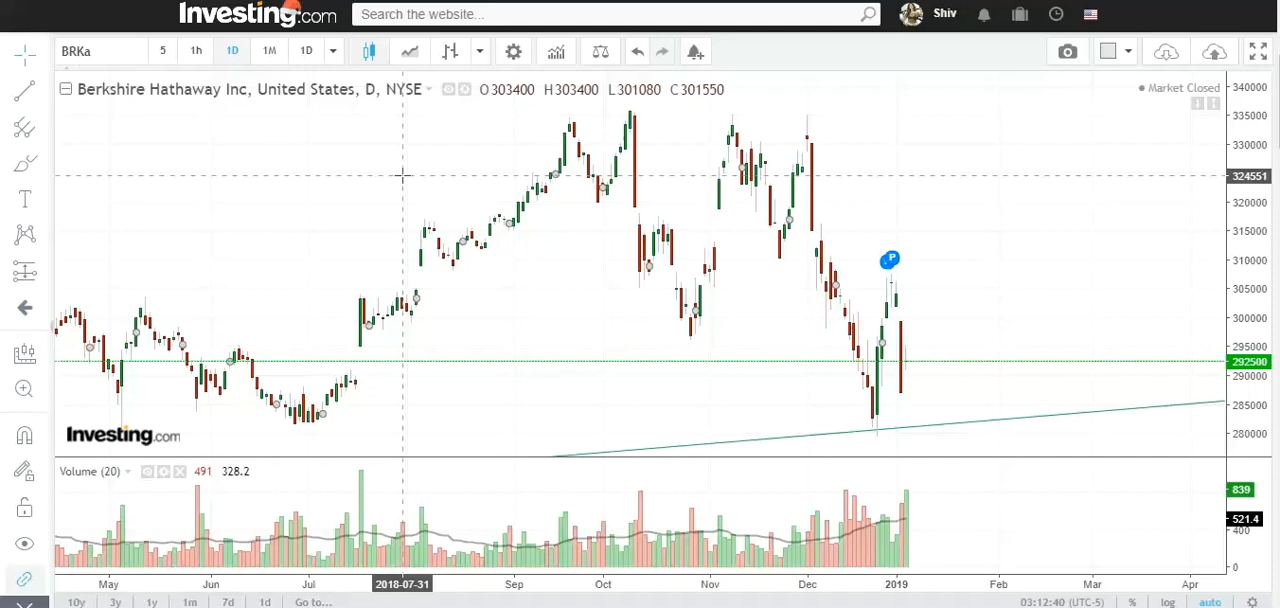 Investing.com
Search the website...
Shiv
BRKa 5 1h 1D 1M 1D
Berkshire Hathaway Inc, United States, D, NYSE O303400 H303400 L301080 C301550
Market Closed
340000
335000
330000
324551
320000
315000
310000
305000
300000
295000
292500
290000
285000
280000
P
Investing.com
Volume (20) 491 328.2
839
521.4
400
0
May Jun Jul 2018-07-31 Sep Oct Nov Dec 2019 Feb Mar Apr
10y 3y 1y 1m 7d 1d Go to... 03:12:40 (UTC-5) % log auto